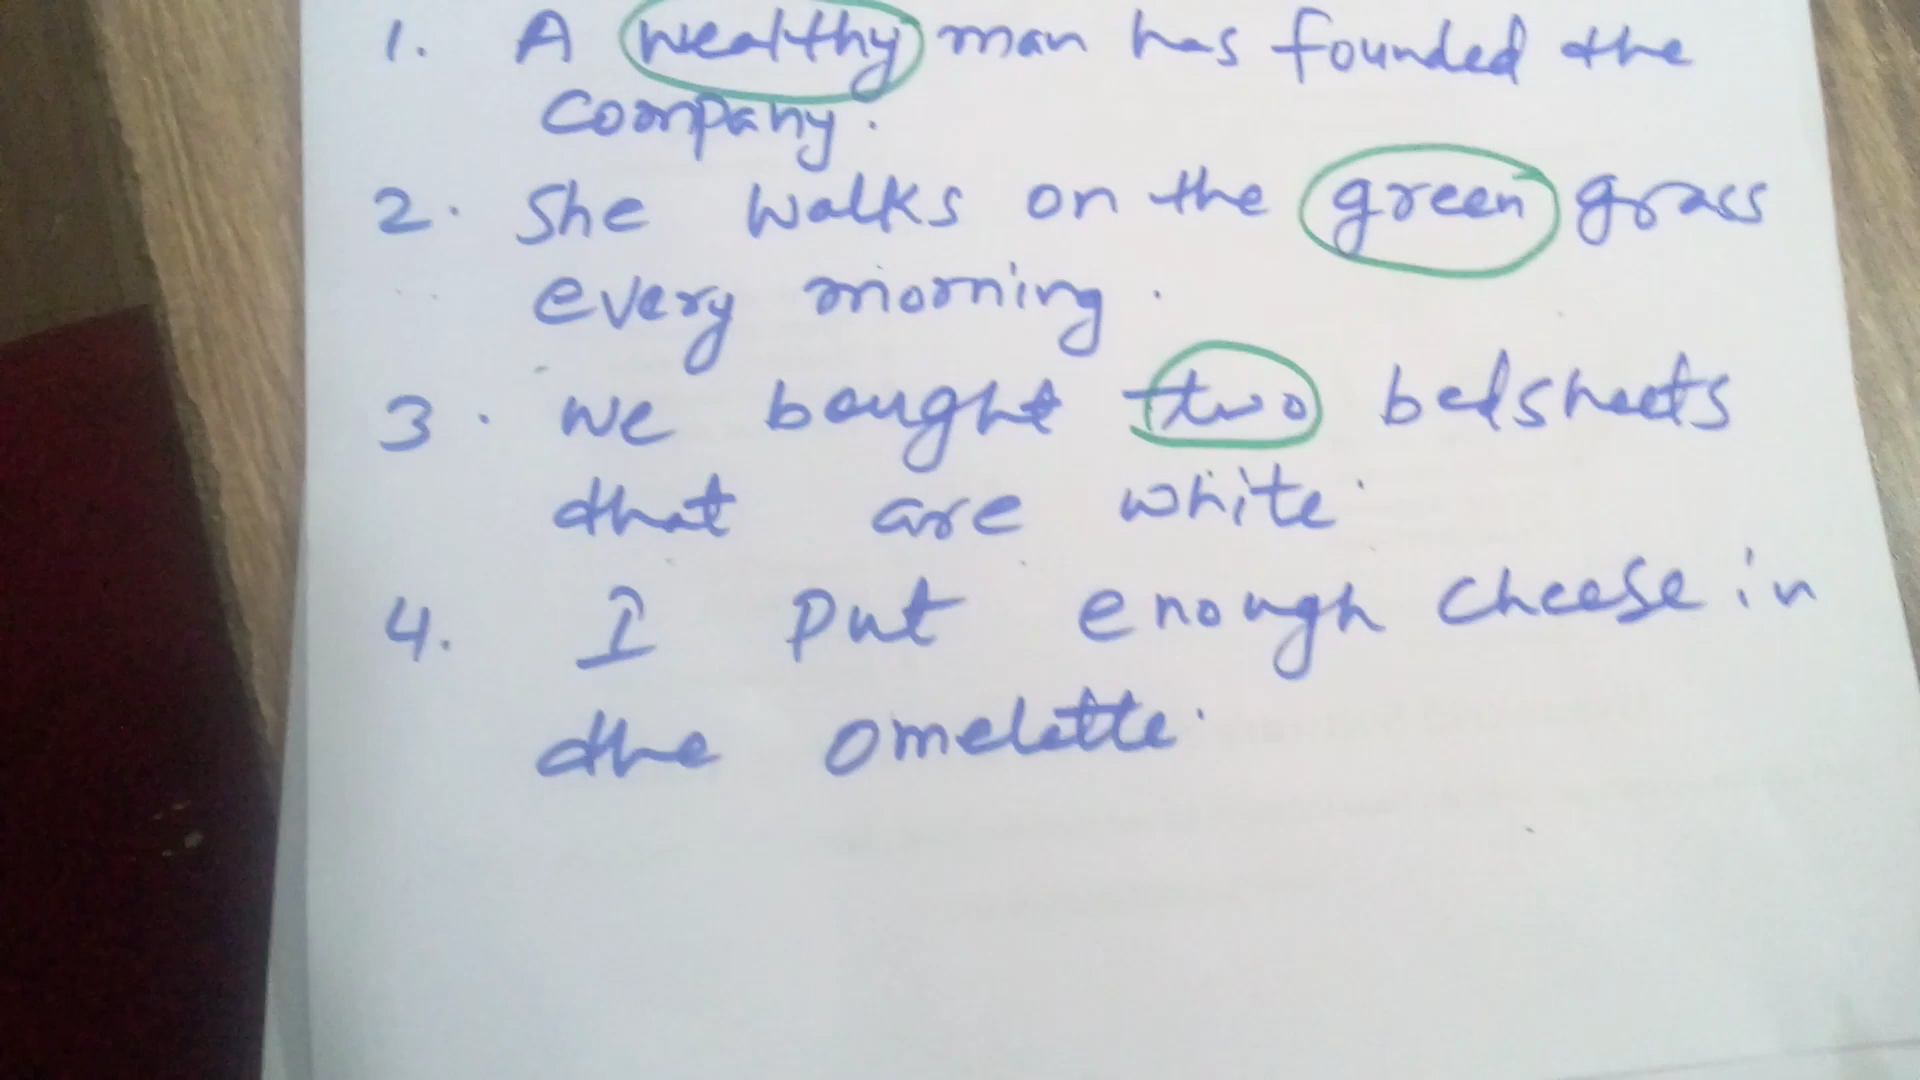 1. A wealthy man has founded the
company.
2. She walks on the green grass
every morning.
3. we bought two bedsheets
that are white.
4. I put enough cheese in
the omelette.